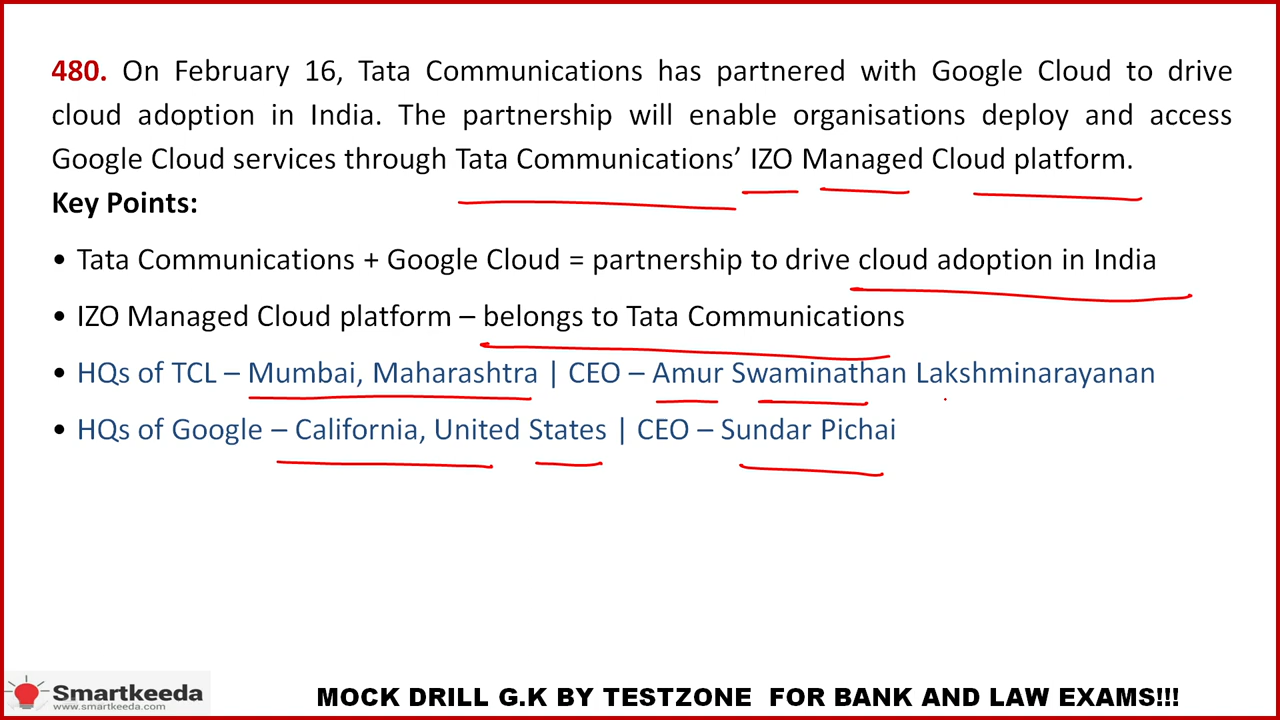 480. On February 16, Tata Communications has partnered with Google Cloud to drive
cloud adoption in India. The partnership will enable organisations deploy and access
Google Cloud services through Tata Communications’ IZO Managed Cloud platform.
Key Points:
• Tata Communications + Google Cloud = partnership to drive cloud adoption in India
• IZO Managed Cloud platform – belongs to Tata Communications
• HQs of TCL – Mumbai, Maharashtra | CEO – Amur Swaminathan Lakshminarayanan
• HQs of Google – California, United States | CEO – Sundar Pichai
Smartkeeda
www.smartkeeda.com
MOCK DRILL G.K BY TESTZONE FOR BANK AND LAW EXAMS!!!